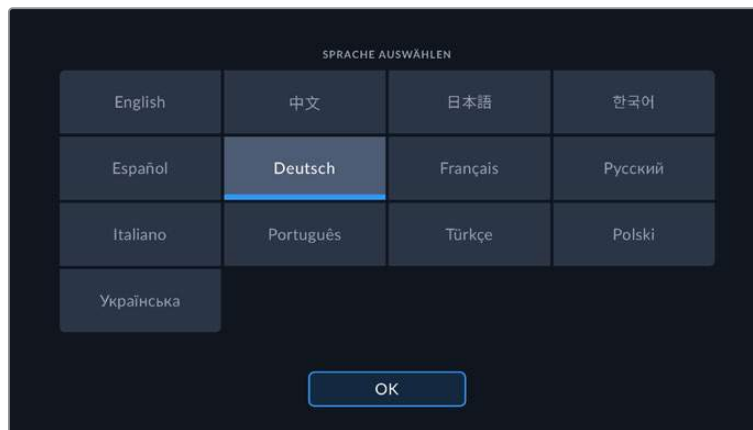 SPRACHE AUSWÄHLEN
English 中文 日本語 한국어
Español Deutsch Français Русский
Italiano Português Türkçe Polski
Українська
OK